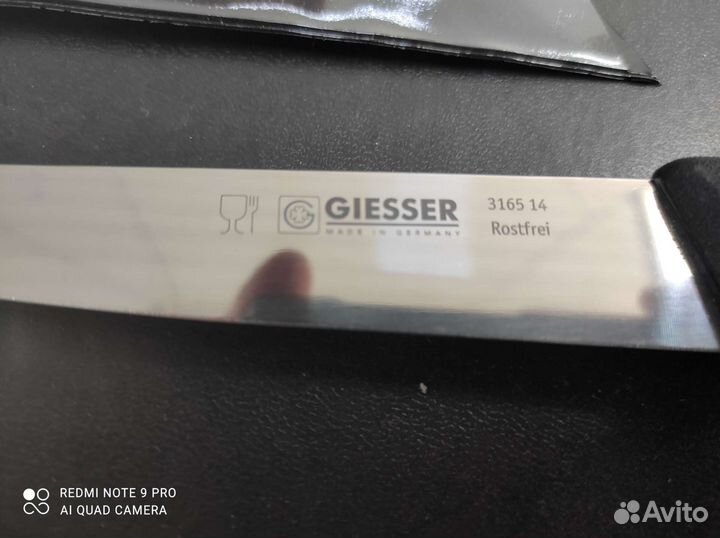 GIESSER
MADE IN GERMANY
3165 14
Rostfrei
REDMI NOTE 9 PRO
AI QUAD CAMERA
Avito